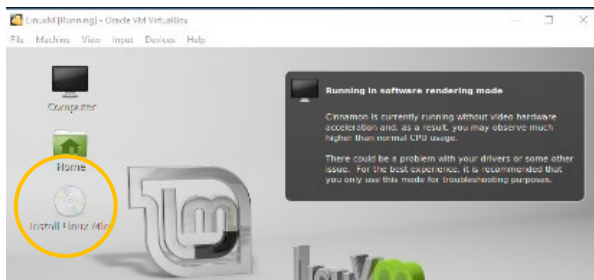 LinuxM [Running] - Oracle VM VirtualBox
File Machine View Input Devices Help
Computer
Home
Install Linux Min
Running in software rendering mode
Cinnamon is currently running without video hardware
acceleration and, as a result, you may observe much
higher than normal CPU usage.
There could be a problem with your drivers or some other
issue. For the best experience, it is recommended that
you only use this mode for troubleshooting purposes.
lm
linux